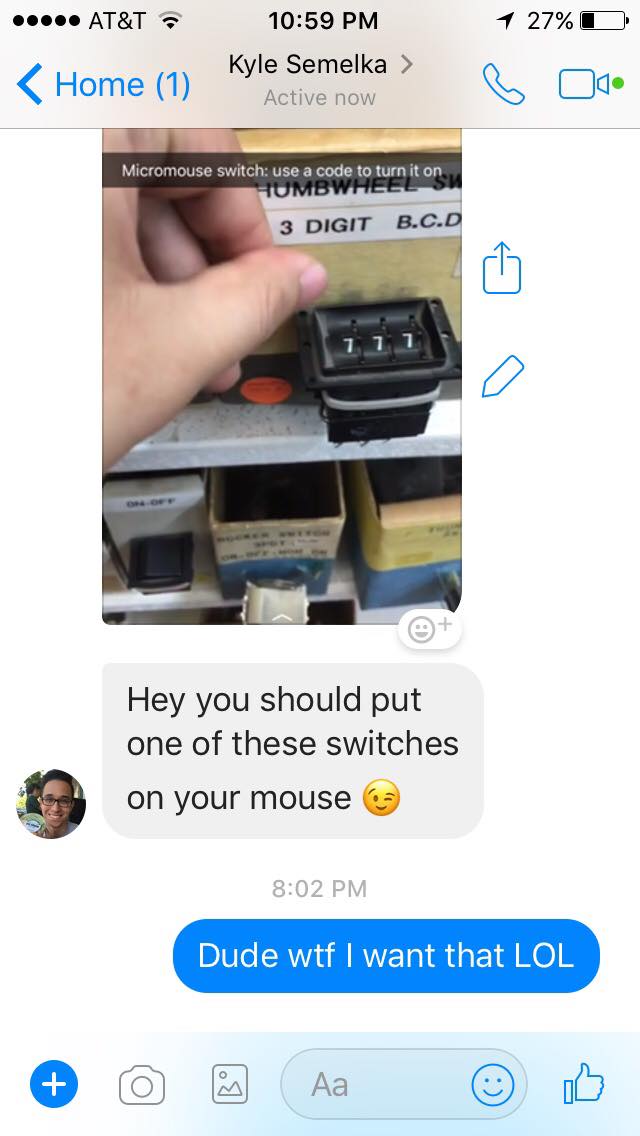 AT&T 10:59 PM 27%
Home (1) Kyle Semelka
Active now
Micromouse switch: use a code to turn it on
HUMBWHEEL SW
3 DIGIT B.C.D
7 7 7
ON-OFF
ROCKER SWITCH
Hey you should put
one of these switches
on your mouse 😉
8:02 PM
Dude wtf I want that LOL
Aa